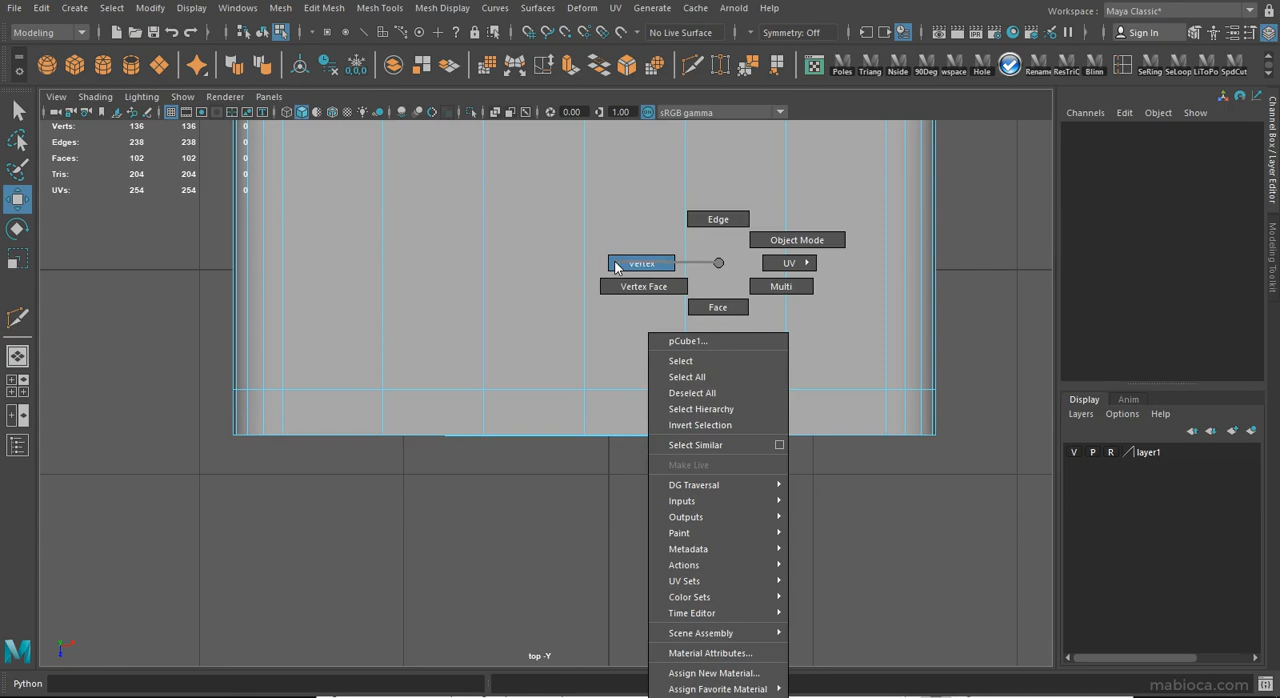 File Edit Create Select Modify Display Windows Mesh Edit Mesh Mesh Tools Mesh Display Curves Surfaces Deform UV Generate Cache Arnold Help
Workspace : Maya Classic*
Modeling
No Live Surface
Symmetry: Off
Sign In
Poles Triang Nside 90Deg wspace Hole Rename ResTriC Blinn SeRing SeLoop LiToPo SpdCut
View Shading Lighting Show Renderer Panels
0.00 1.00 sRGB gamma
Verts: 136 136 0
Edges: 238 238 0
Faces: 102 102 0
Tris: 204 204 0
UVs: 254 254 0
Edge
Object Mode
Vertex
UV
Vertex Face
Multi
Face
pCube1...
Select
Select All
Deselect All
Select Hierarchy
Invert Selection
Select Similar
Make Live
DG Traversal
Inputs
Outputs
Paint
Metadata
Actions
UV Sets
Color Sets
Time Editor
Scene Assembly
Material Attributes...
Assign New Material...
Assign Favorite Material
top -Y
Channels Edit Object Show
Channel Box / Layer Editor
Modeling Toolkit
Display Anim
Layers Options Help
V P R layer1
Python
mabioca.com